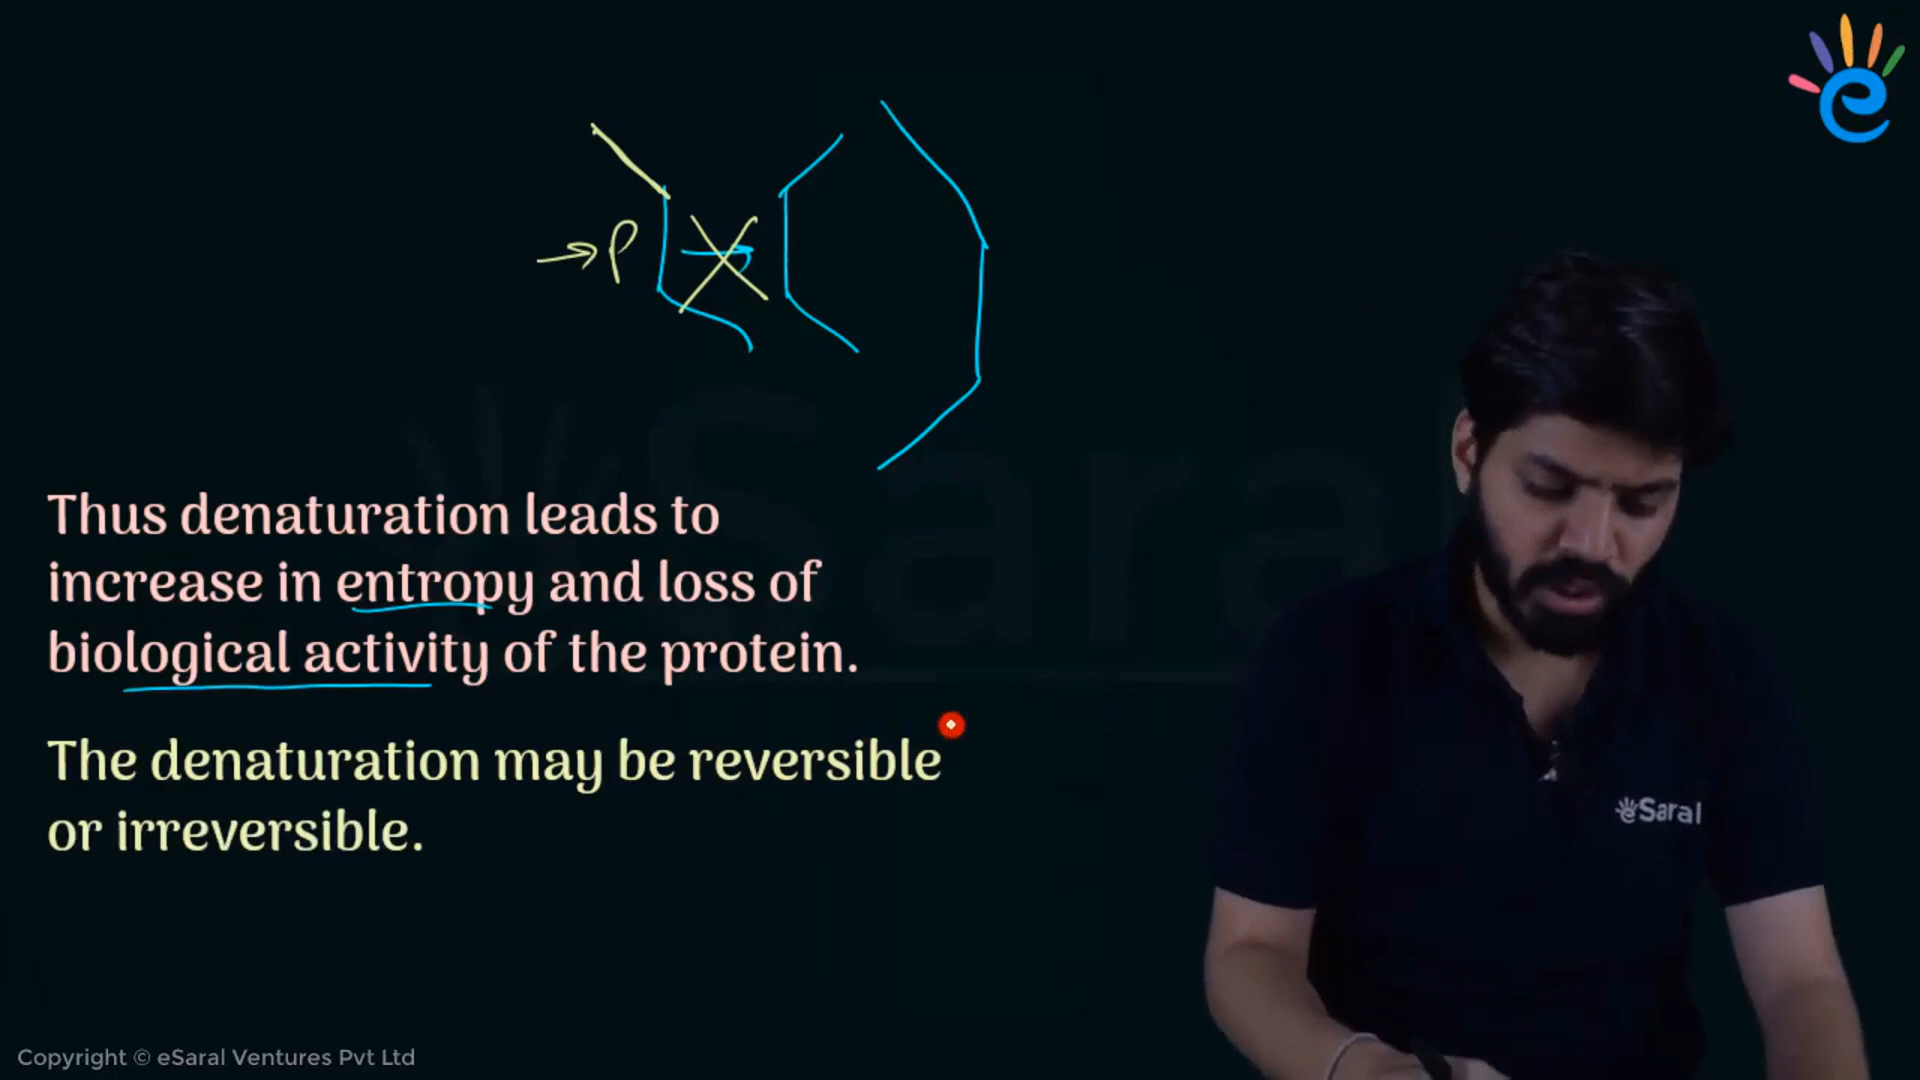 →P
Thus denaturation leads to
increase in entropy and loss of
biological activity of the protein.
The denaturation may be reversible
or irreversible.
eSaral
Copyright © eSaral Ventures Pvt Ltd